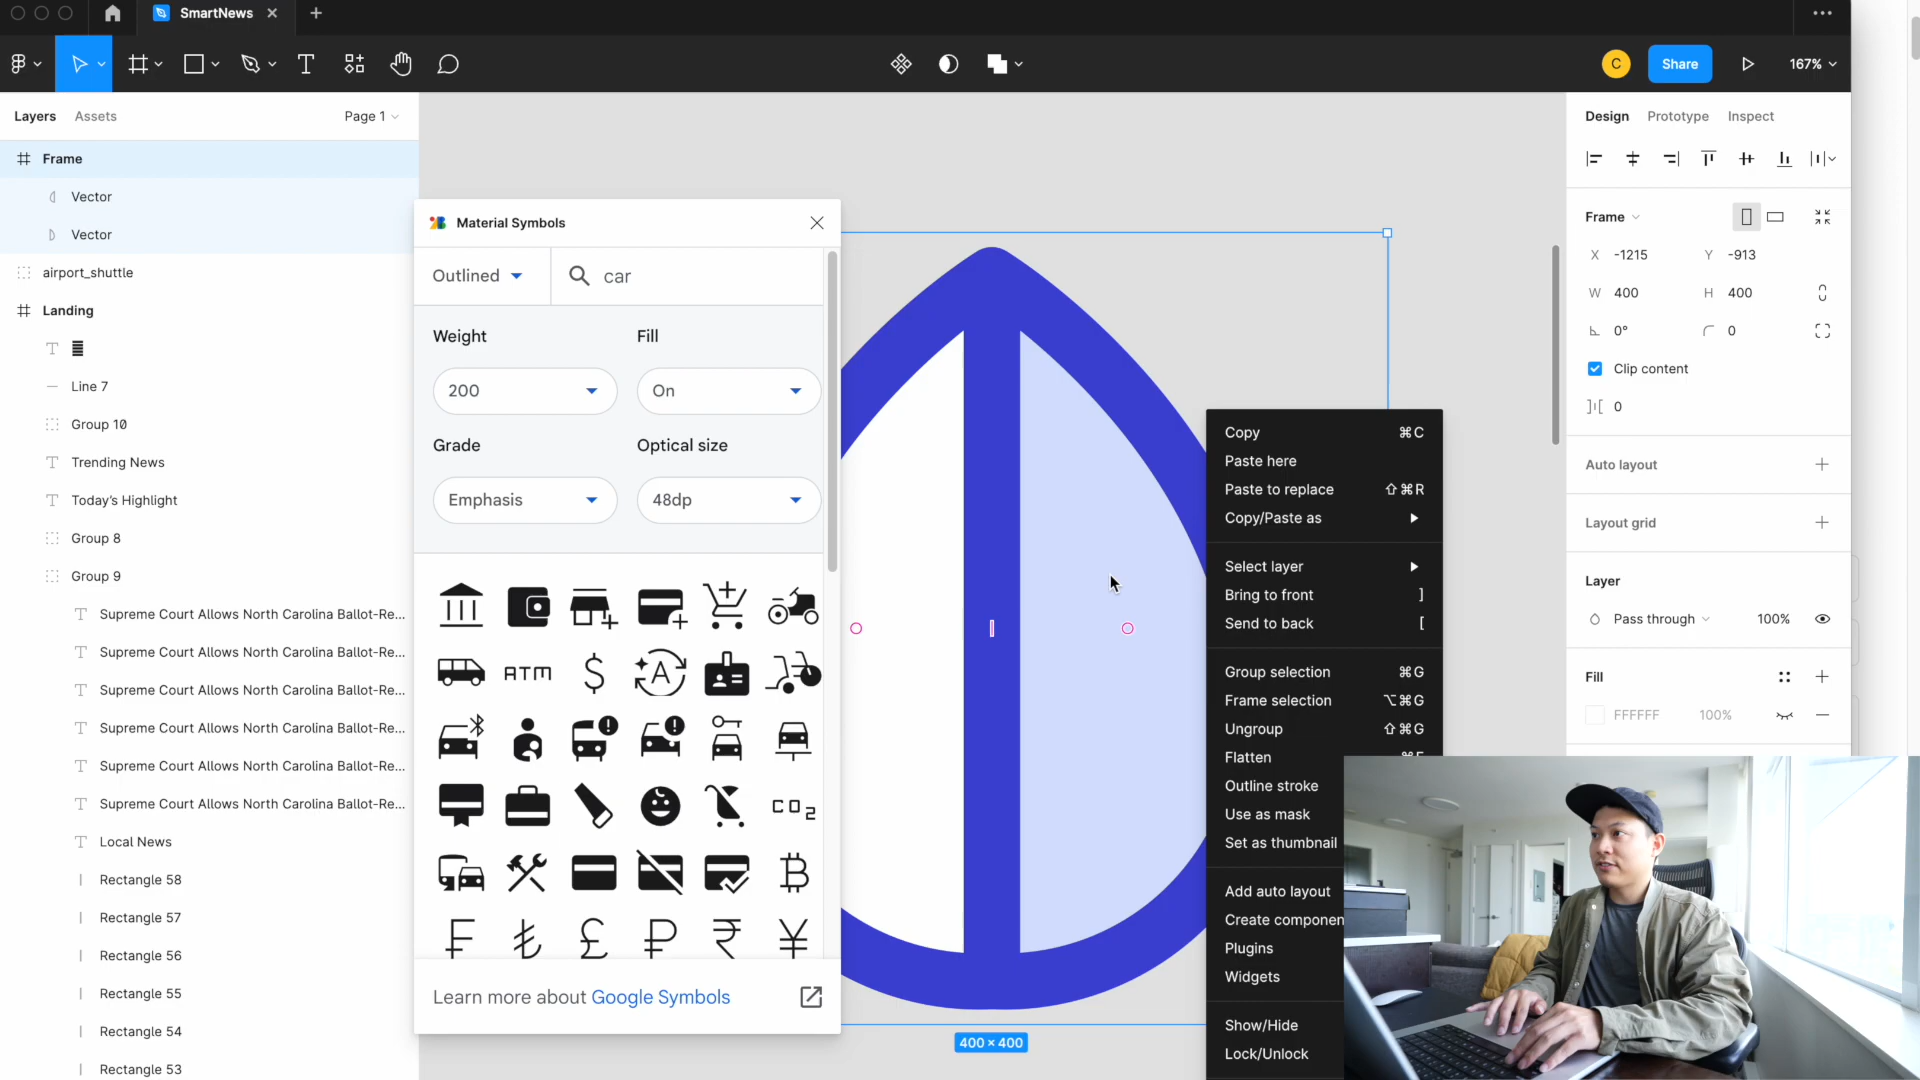 SmartNews
Share
167%
C
Layers
Assets
Page 1
Frame
Vector
Vector
airport_shuttle
Landing
Line 7
Group 10
Trending News
Today's Highlight
Group 8
Group 9
Supreme Court Allows North Carolina Ballot-Re...
Supreme Court Allows North Carolina Ballot-Re...
Supreme Court Allows North Carolina Ballot-Re...
Supreme Court Allows North Carolina Ballot-Re...
Supreme Court Allows North Carolina Ballot-Re...
Supreme Court Allows North Carolina Ballot-Re...
Local News
Rectangle 58
Rectangle 57
Rectangle 56
Rectangle 55
Rectangle 54
Rectangle 53
Material Symbols
Outlined
car
Weight
Fill
200
On
Grade
Optical size
Emphasis
48dp
ATM
CO2
Learn more about Google Symbols
400 × 400
Copy ⌘C
Paste here
Paste to replace ⇧⌘R
Copy/Paste as
Select layer
Bring to front ]
Send to back [
Group selection ⌘G
Frame selection ⌥⌘G
Ungroup ⇧⌘G
Flatten
Outline stroke
Use as mask
Set as thumbnail
Add auto layout
Create componen
Plugins
Widgets
Show/Hide
Lock/Unlock
Design
Prototype
Inspect
Frame
X -1215
Y -913
W 400
H 400
0°
0
Clip content
0
Auto layout
Layout grid
Layer
Pass through
100%
Fill
FFFFFF
100%